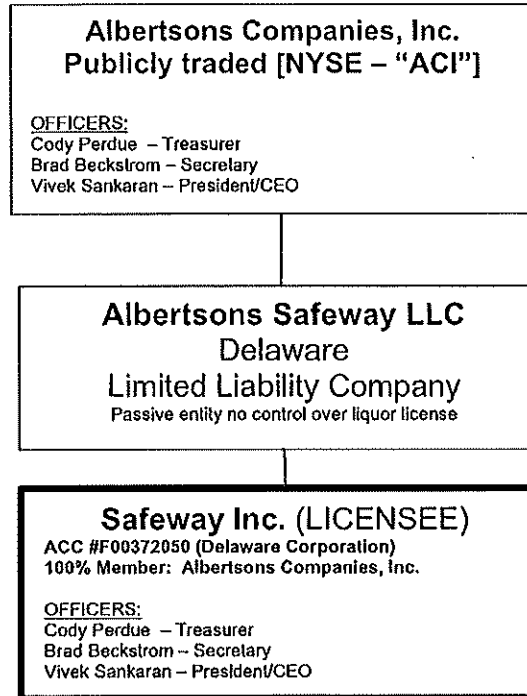 Albertsons Companies, Inc.
Publicly traded [NYSE – “ACI”]
OFFICERS:
Cody Perdue – Treasurer
Brad Beckstrom – Secretary
Vivek Sankaran – President/CEO
Albertsons Safeway LLC
Delaware
Limited Liability Company
Passive entity no control over liquor license
Safeway Inc. (LICENSEE)
ACC #F00372050 (Delaware Corporation)
100% Member: Albertsons Companies, Inc.
OFFICERS:
Cody Perdue – Treasurer
Brad Beckstrom – Secretary
Vivek Sankaran – President/CEO